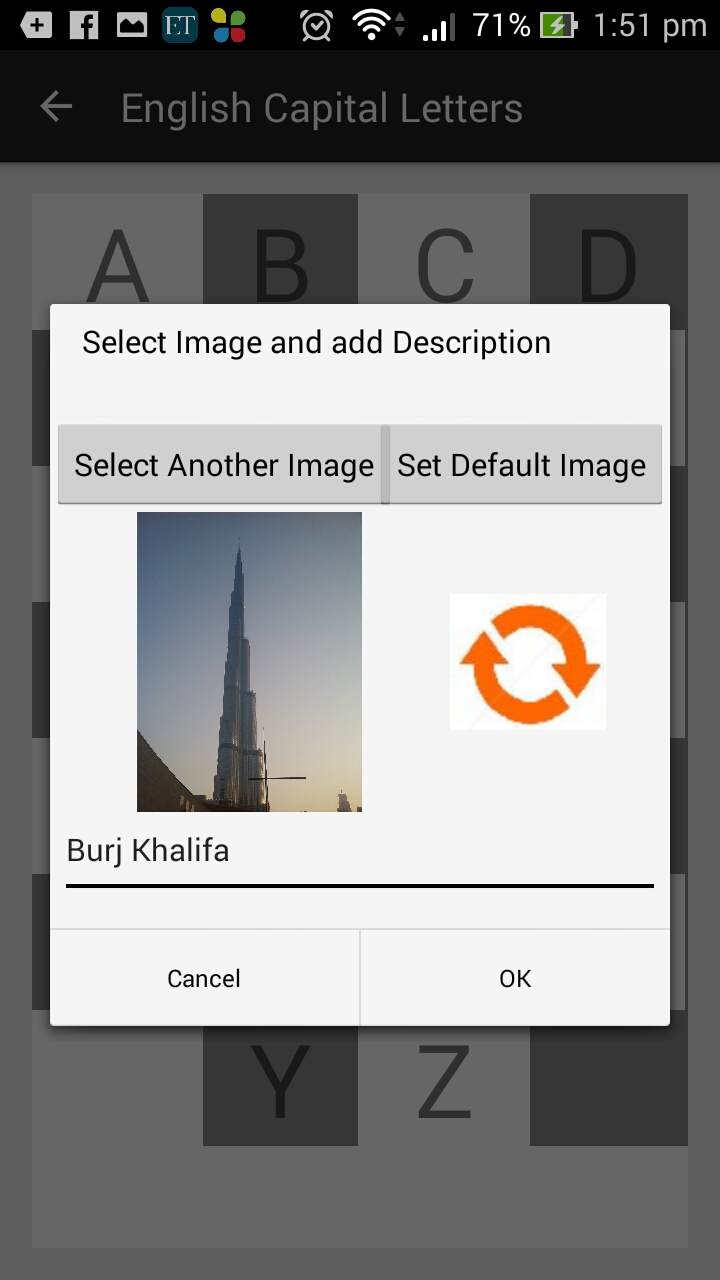 ET 71% 1:51 pm
English Capital Letters
A B C D
Select Image and add Description
Select Another Image Set Default Image
Burj Khalifa
Cancel OK
Y Z